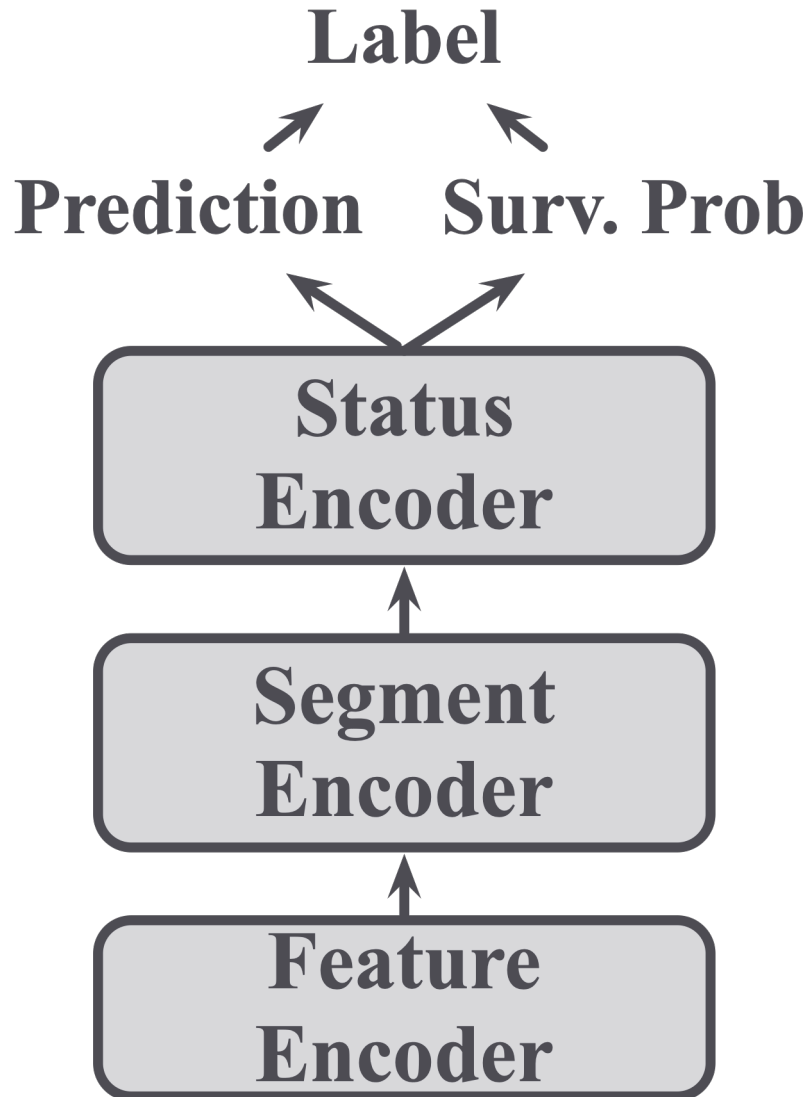 Label
Prediction Surv. Prob
Status
Encoder
Segment
Encoder
Feature
Encoder